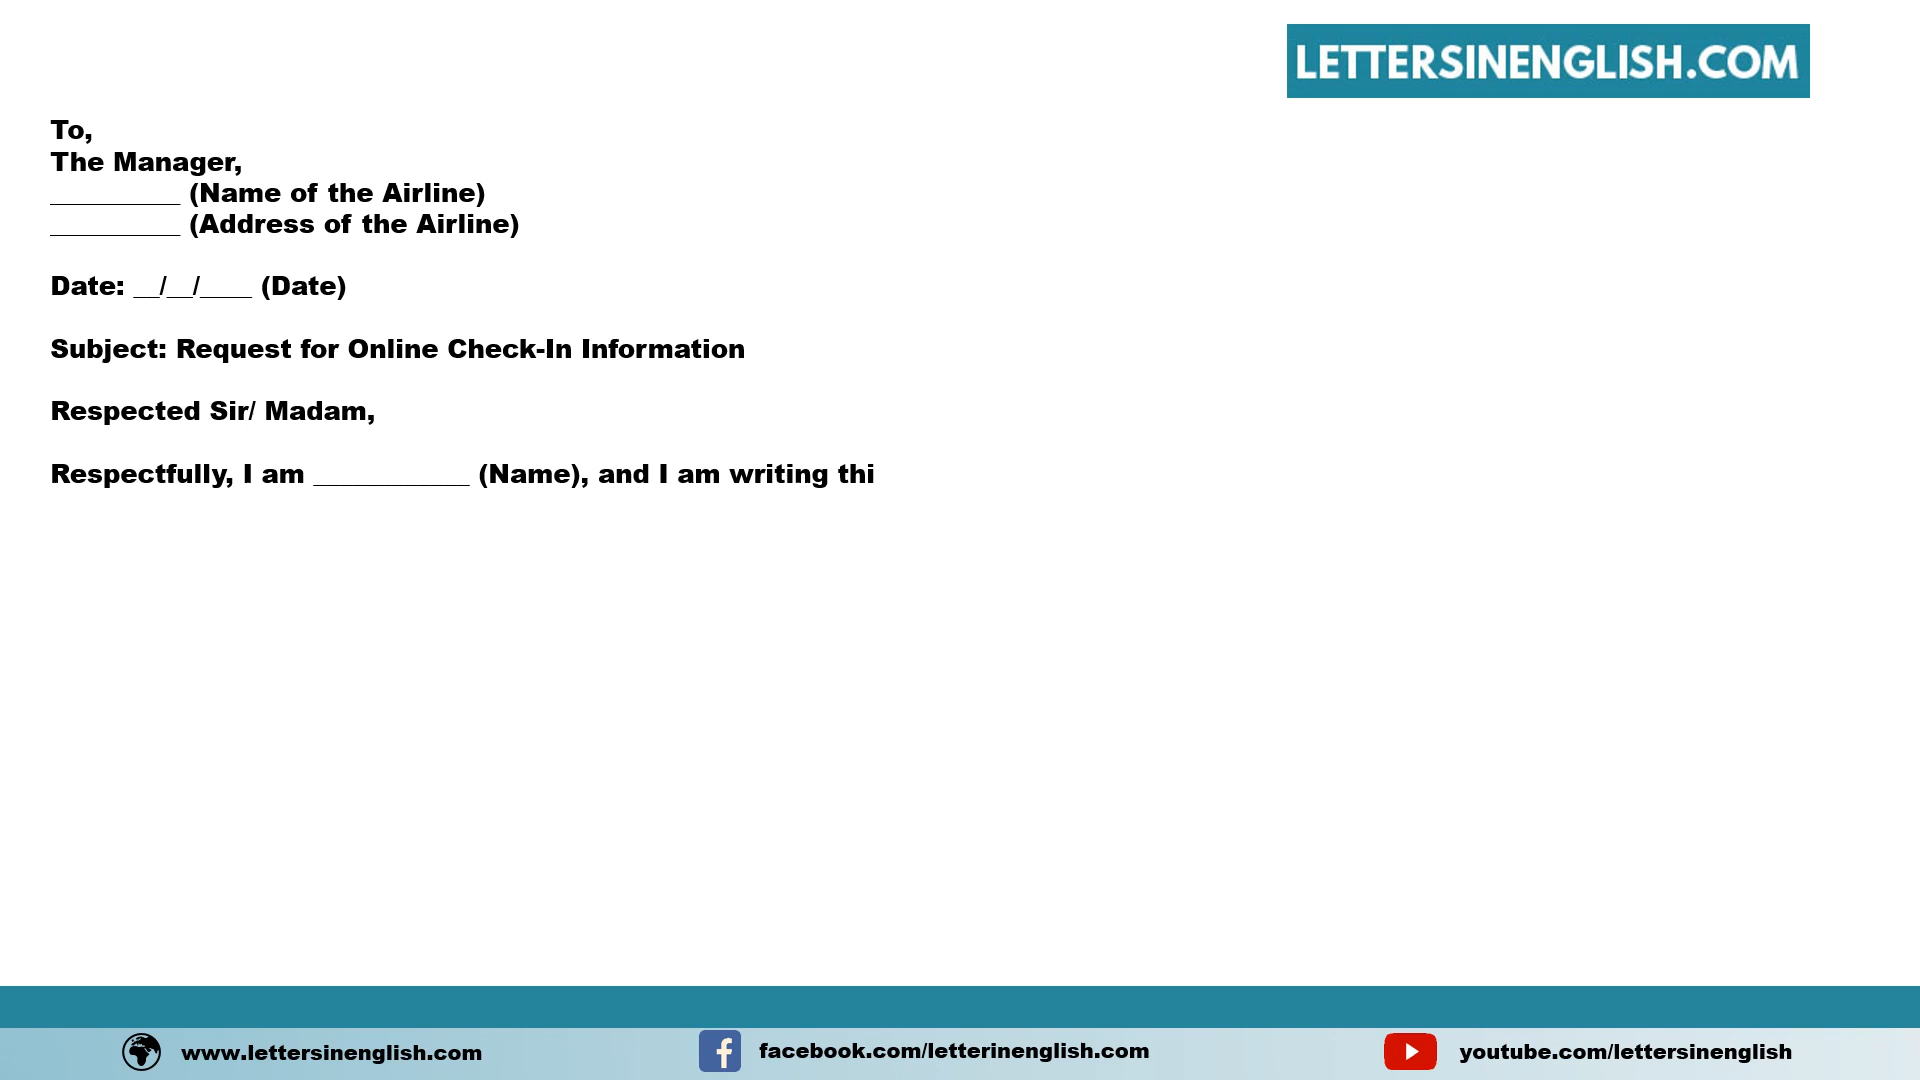 LETTERSINENGLISH.COM
To,
The Manager,
__________ (Name of the Airline)
__________ (Address of the Airline)
Date: __/__/____ (Date)
Subject: Request for Online Check-In Information
Respected Sir/ Madam,
Respectfully, I am ____________ (Name), and I am writing thi
www.lettersinenglish.com
facebook.com/letterinenglish.com
youtube.com/lettersinenglish